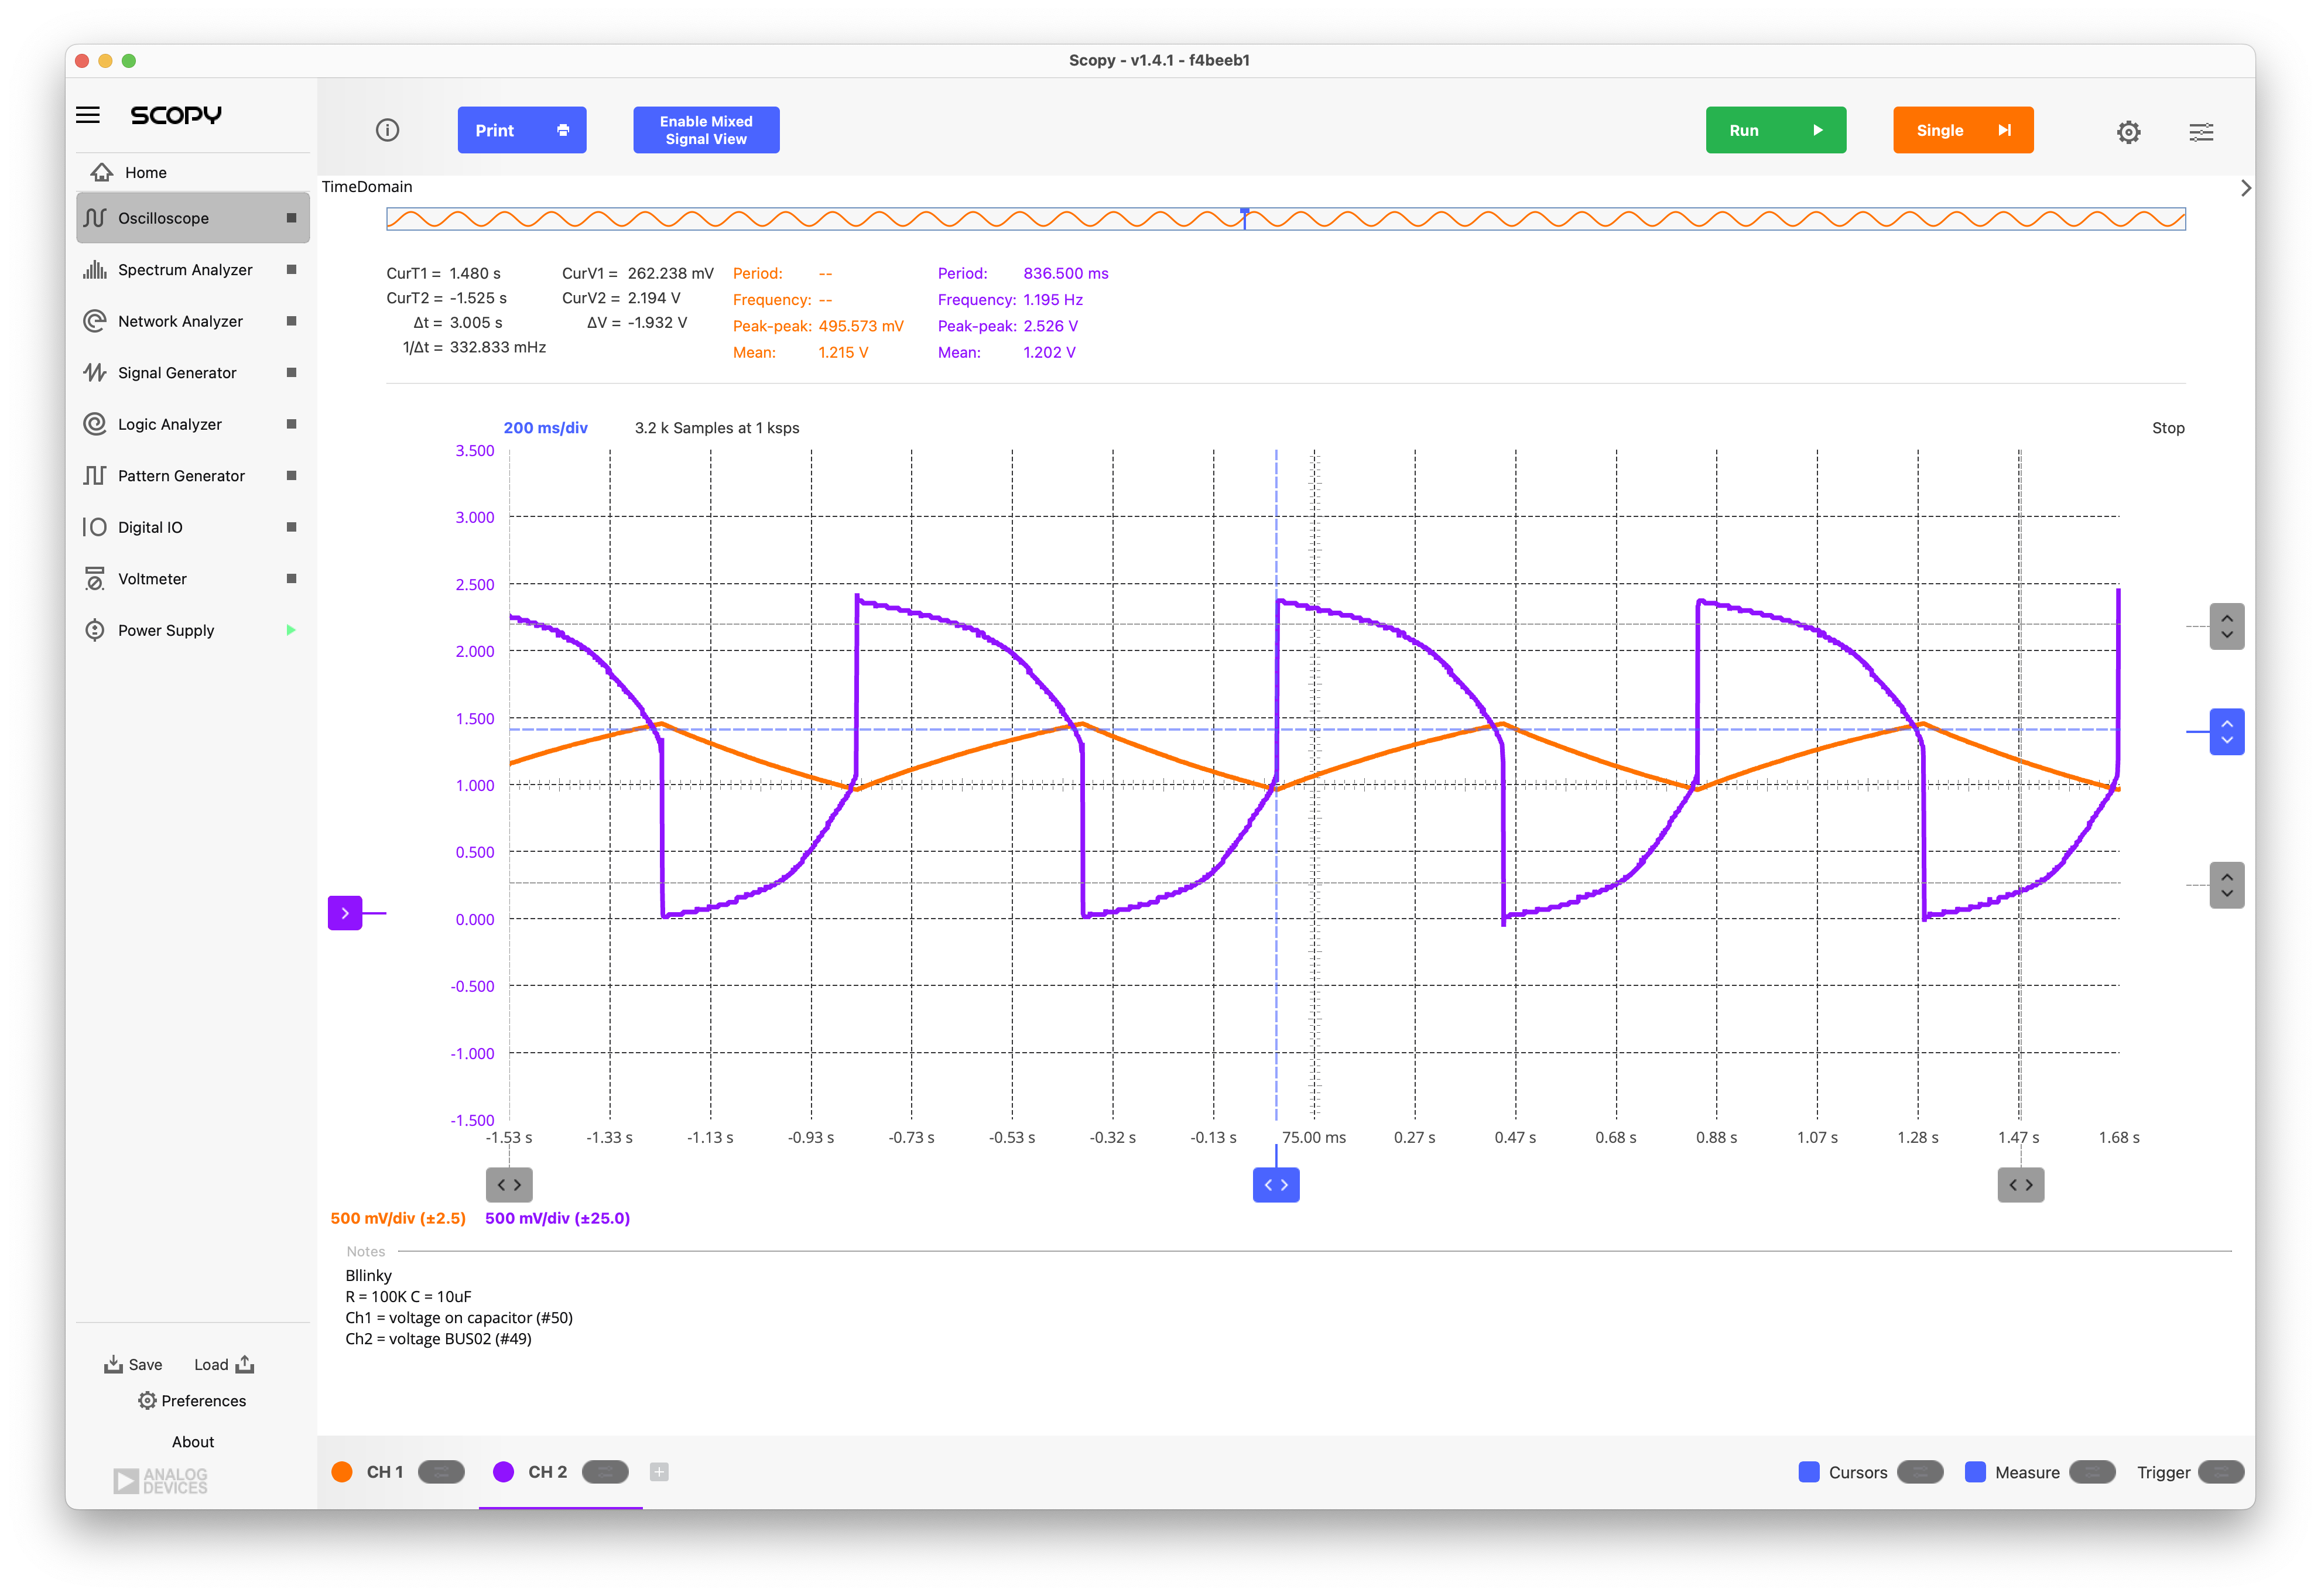 Scopy - v1.4.1 - f4beeb1
SCOPY
Home
Oscilloscope
Spectrum Analyzer
Network Analyzer
Signal Generator
Logic Analyzer
Pattern Generator
Digital IO
Voltmeter
Power Supply
Save Load
Preferences
About
ANALOG
DEVICES
Print
Enable Mixed
Signal View
Run
Single
TimeDomain
CurT1 = 1.480 s CurV1 = 262.238 mV Period: -- Period: 836.500 ms
CurT2 = -1.525 s CurV2 = 2.194 V Frequency: -- Frequency: 1.195 Hz
Δt = 3.005 s ΔV = -1.932 V Peak-peak: 495.573 mV Peak-peak: 2.526 V
1/Δt = 332.833 mHz Mean: 1.215 V Mean: 1.202 V
200 ms/div 3.2 k Samples at 1 ksps Stop
3.500
3.000
2.500
2.000
1.500
1.000
0.500
0.000
-0.500
-1.000
-1.500
-1.53 s -1.33 s -1.13 s -0.93 s -0.73 s -0.53 s -0.32 s -0.13 s 75.00 ms 0.27 s 0.47 s 0.68 s 0.88 s 1.07 s 1.28 s 1.47 s 1.68 s
500 mV/div (±2.5) 500 mV/div (±25.0)
Notes
Bllinky
R = 100K C = 10uF
Ch1 = voltage on capacitor (#50)
Ch2 = voltage BUS02 (#49)
CH 1 CH 2 Cursors Measure Trigger